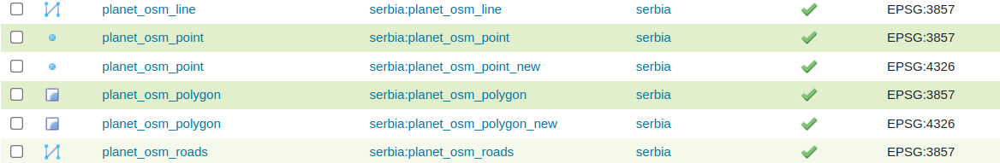 planet_osm_line serbia:planet_osm_line serbia EPSG:3857
planet_osm_point serbia:planet_osm_point serbia EPSG:3857
planet_osm_point serbia:planet_osm_point_new serbia EPSG:4326
planet_osm_polygon serbia:planet_osm_polygon serbia EPSG:3857
planet_osm_polygon serbia:planet_osm_polygon_new serbia EPSG:4326
planet_osm_roads serbia:planet_osm_roads serbia EPSG:3857